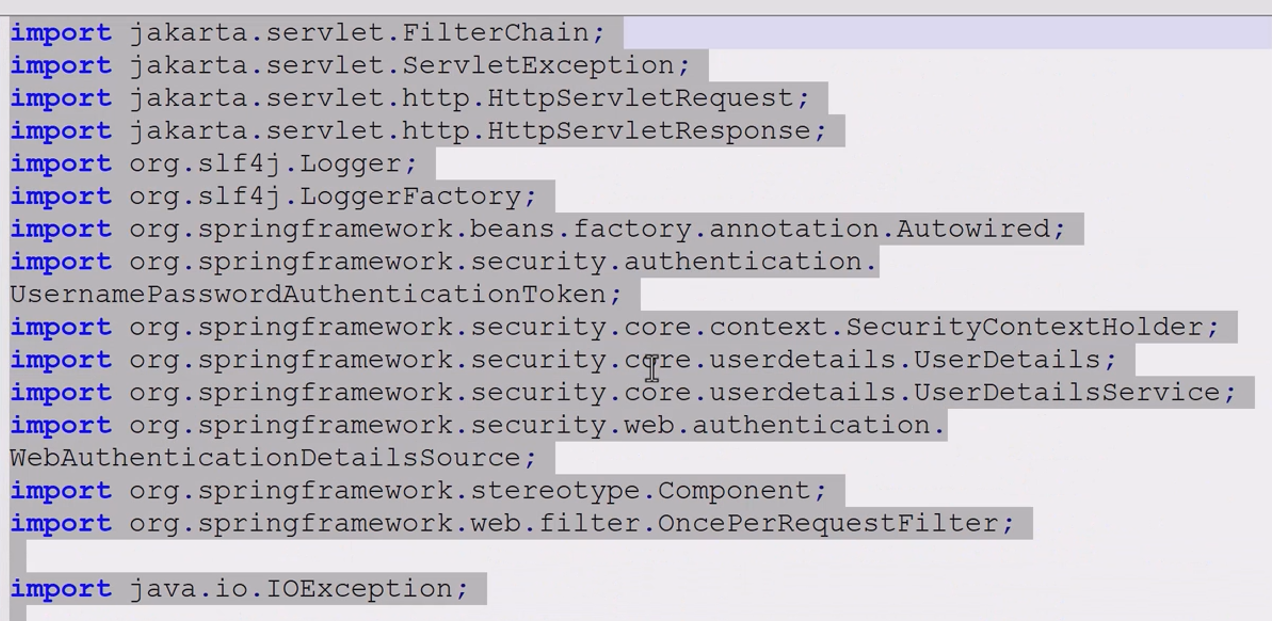 import jakarta.servlet.FilterChain;
import jakarta.servlet.ServletException;
import jakarta.servlet.http.HttpServletRequest;
import jakarta.servlet.http.HttpServletResponse;
import org.slf4j.Logger;
import org.slf4j.LoggerFactory;
import org.springframework.beans.factory.annotation.Autowired;
import org.springframework.security.authentication.
UsernamePasswordAuthenticationToken;
import org.springframework.security.core.context.SecurityContextHolder;
import org.springframework.security.core.userdetails.UserDetails;
import org.springframework.security.core.userdetails.UserDetailsService;
import org.springframework.security.web.authentication.
WebAuthenticationDetailsSource;
import org.springframework.stereotype.Component;
import org.springframework.web.filter.OncePerRequestFilter;
import java.io.IOException;